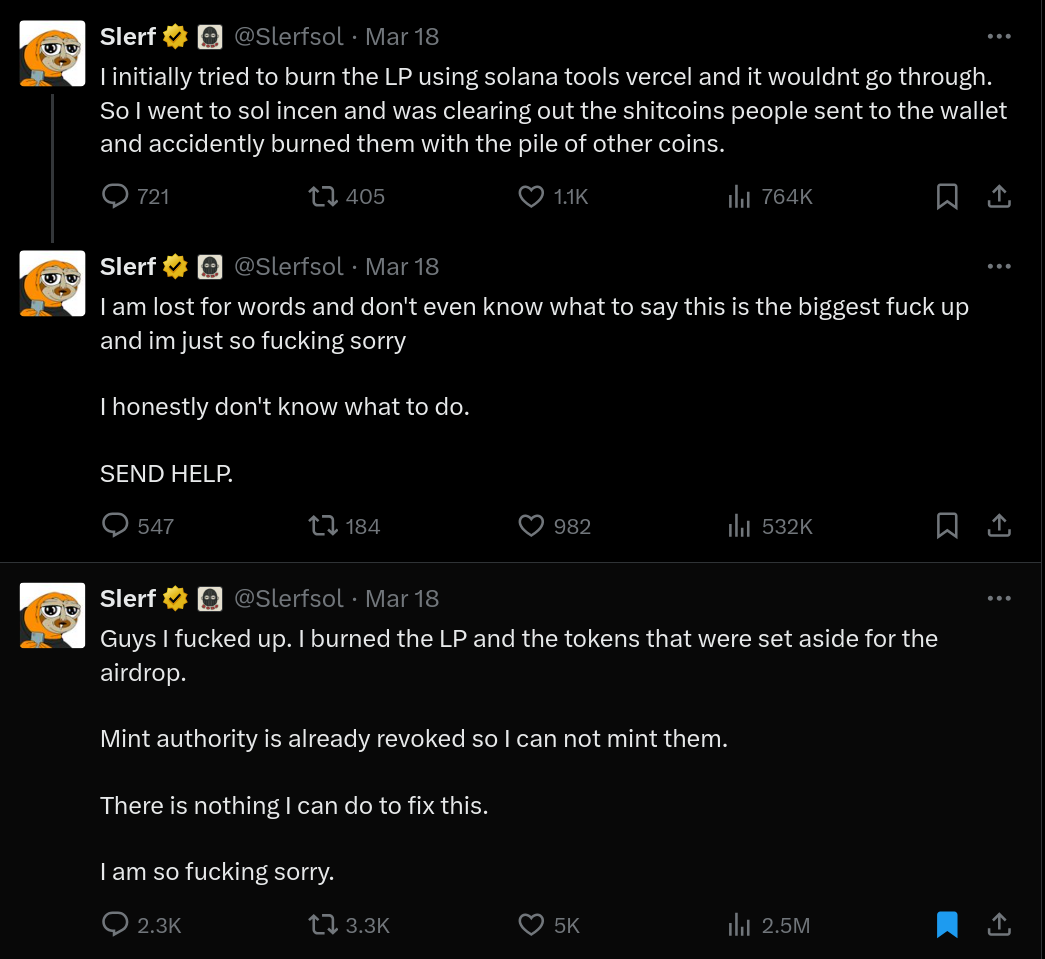 Slerf @Slerfsol · Mar 18
I initially tried to burn the LP using solana tools vercel and it wouldnt go through.
So I went to sol incen and was clearing out the shitcoins people sent to the wallet
and accidently burned them with the pile of other coins.
721 405 1.1K 764K
Slerf @Slerfsol · Mar 18
I am lost for words and don't even know what to say this is the biggest fuck up
and im just so fucking sorry
I honestly don't know what to do.
SEND HELP.
547 184 982 532K
Slerf @Slerfsol · Mar 18
Guys I fucked up. I burned the LP and the tokens that were set aside for the
airdrop.
Mint authority is already revoked so I can not mint them.
There is nothing I can do to fix this.
I am so fucking sorry.
2.3K 3.3K 5K 2.5M